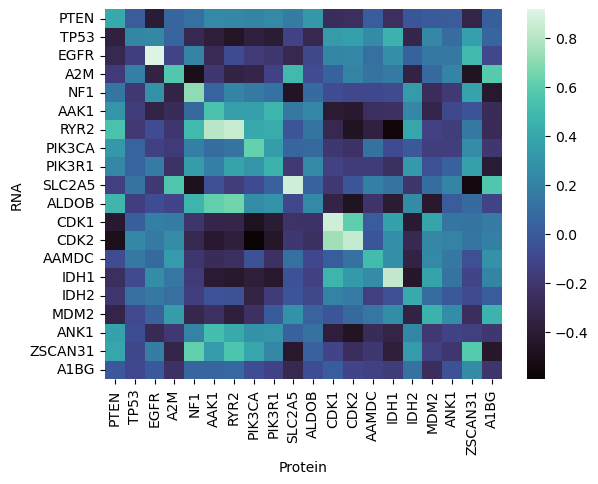 RNA
PTEN
TP53
EGFR
A2M
NF1
AAK1
RYR2
PIK3CA
PIK3R1
SLC2A5
ALDOB
CDK1
CDK2
AAMDC
IDH1
IDH2
MDM2
ANK1
ZSCAN31
A1BG
PTEN
TP53
EGFR
A2M
NF1
AAK1
RYR2
PIK3CA
PIK3R1
SLC2A5
ALDOB
CDK1
CDK2
AAMDC
IDH1
IDH2
MDM2
ANK1
ZSCAN31
A1BG
Protein
0.8
0.6
0.4
0.2
0.0
−0.2
−0.4